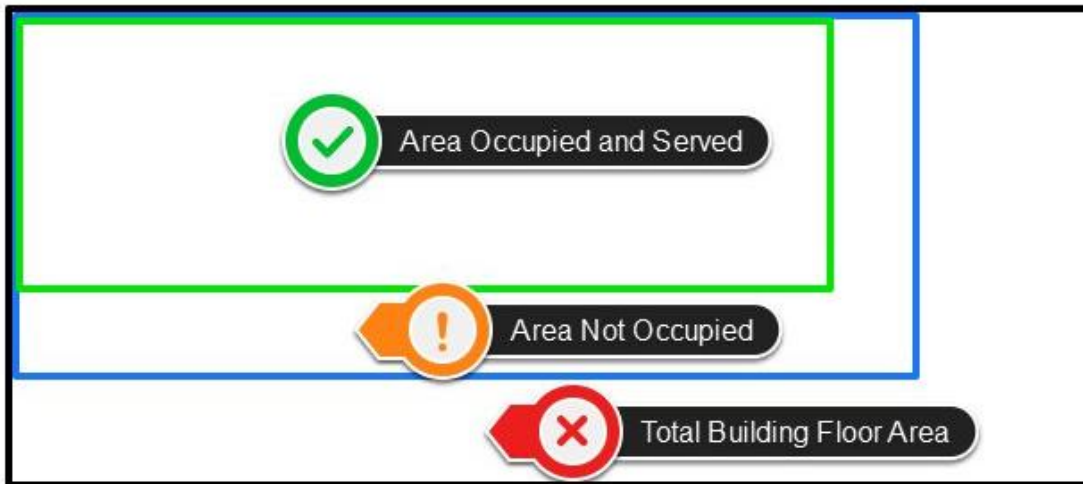 Area Occupied and Served
Area Not Occupied
Total Building Floor Area